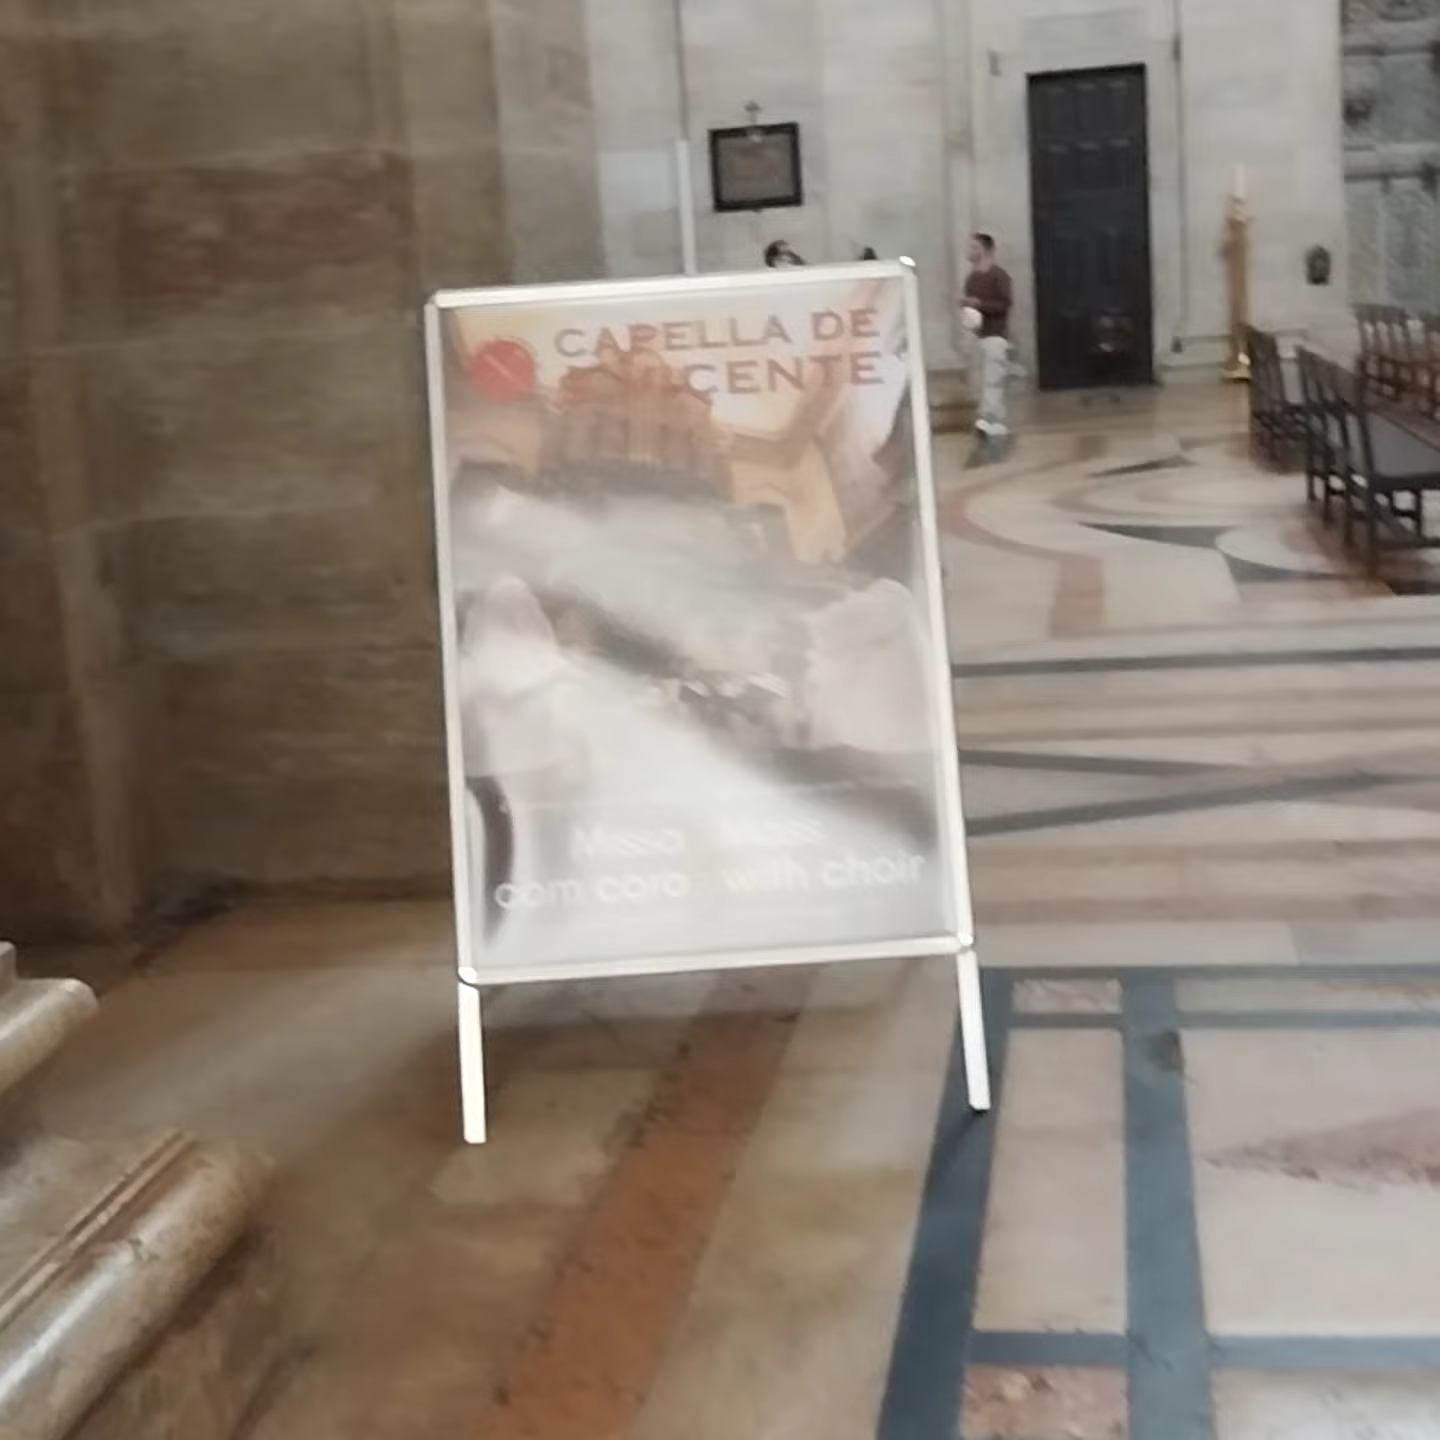 CAPELLA DE
VICENTE
Missa
com coro
Mass
with choir